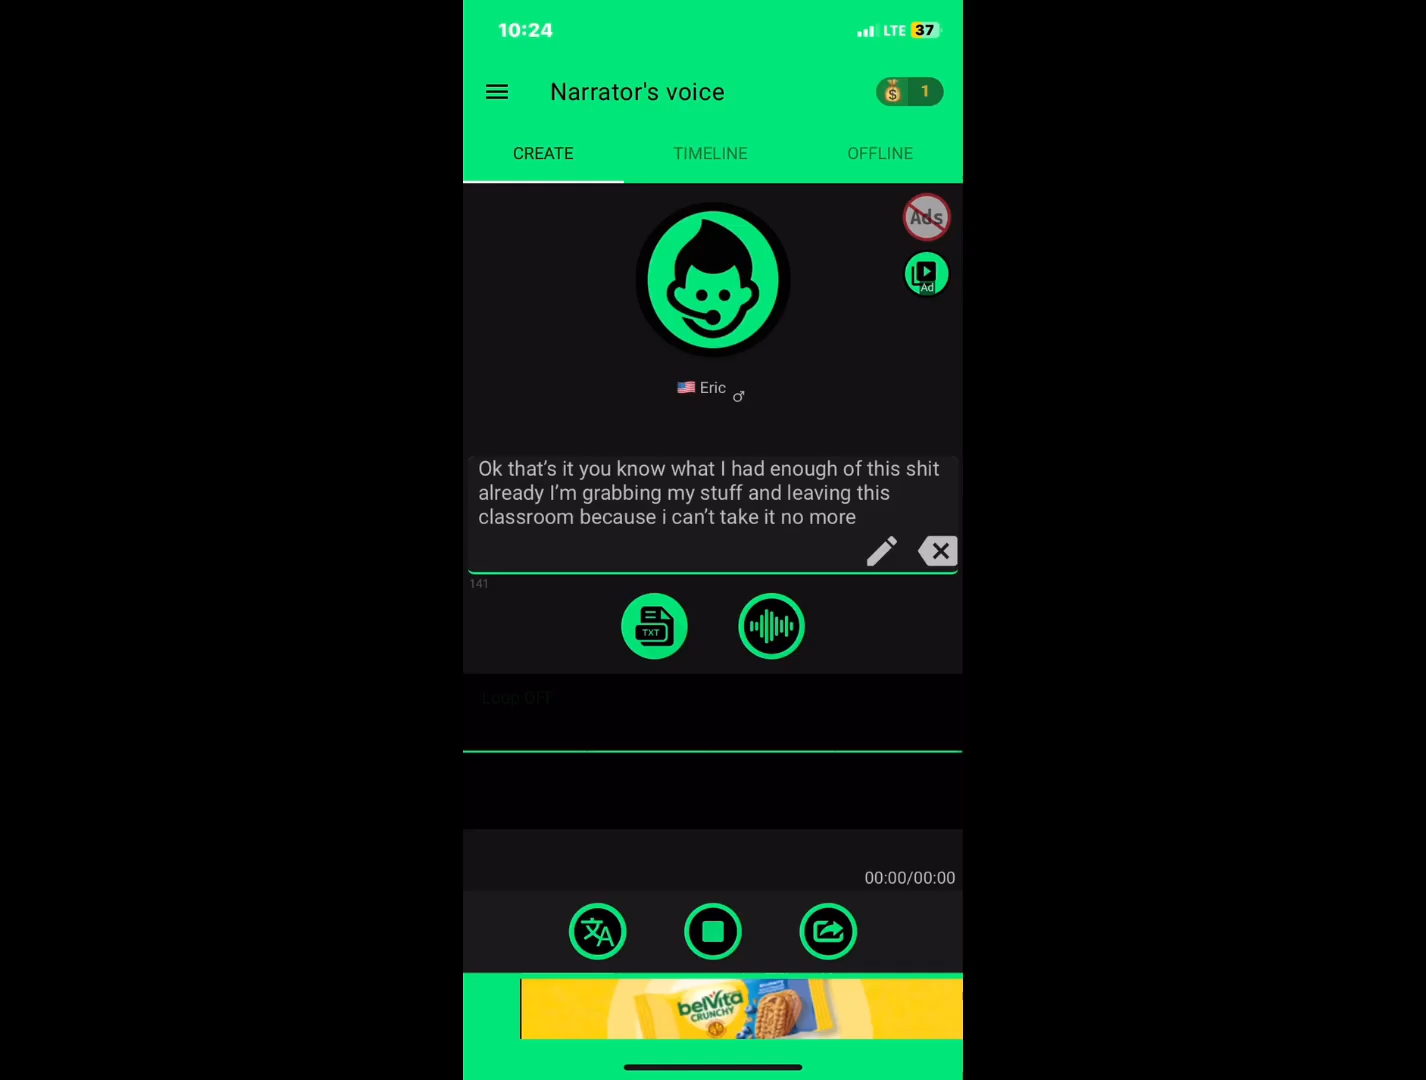 10:24
LTE 37
Narrator's voice
1
CREATE TIMELINE OFFLINE
Ads
Ad
🇺🇸 Eric ♂
Ok that’s it you know what I had enough of this shit
already I’m grabbing my stuff and leaving this
classroom because i can’t take it no more
141
TXT
Loop OFF
00:00/00:00
belVita
CRUNCHY